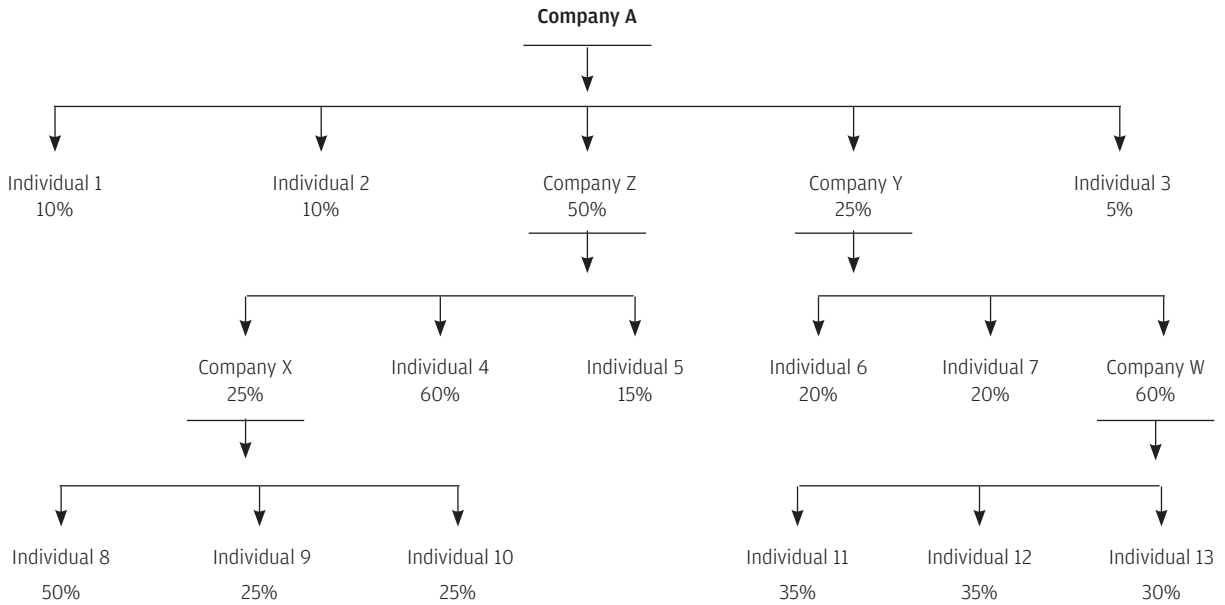 Company A
Individual 1
10%
Individual 2
10%
Company Z
50%
Company Y
25%
Individual 3
5%
Company X
25%
Individual 4
60%
Individual 5
15%
Individual 6
20%
Individual 7
20%
Company W
60%
Individual 8
50%
Individual 9
25%
Individual 10
25%
Individual 11
35%
Individual 12
35%
Individual 13
30%